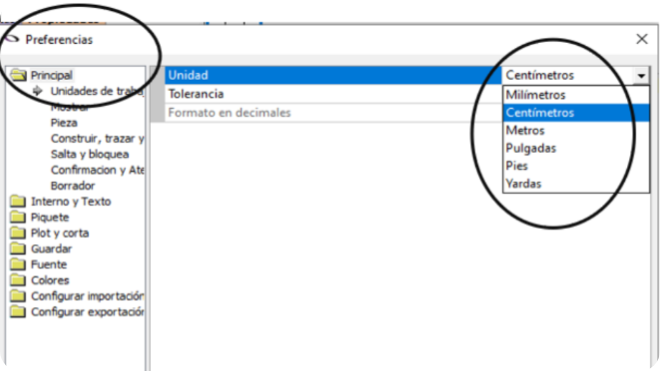 Preferencias
Principal
Unidades de traba
Mostrar
Pieza
Construir, trazar y
Salta y bloquea
Confirmacion y Ate
Borrador
Interno y Texto
Piquete
Plot y corta
Guardar
Fuente
Colores
Configurar importación
Configurar exportación
Unidad
Centímetros
Tolerancia
Formato en decimales
Milímetros
Centímetros
Metros
Pulgadas
Pies
Yardas